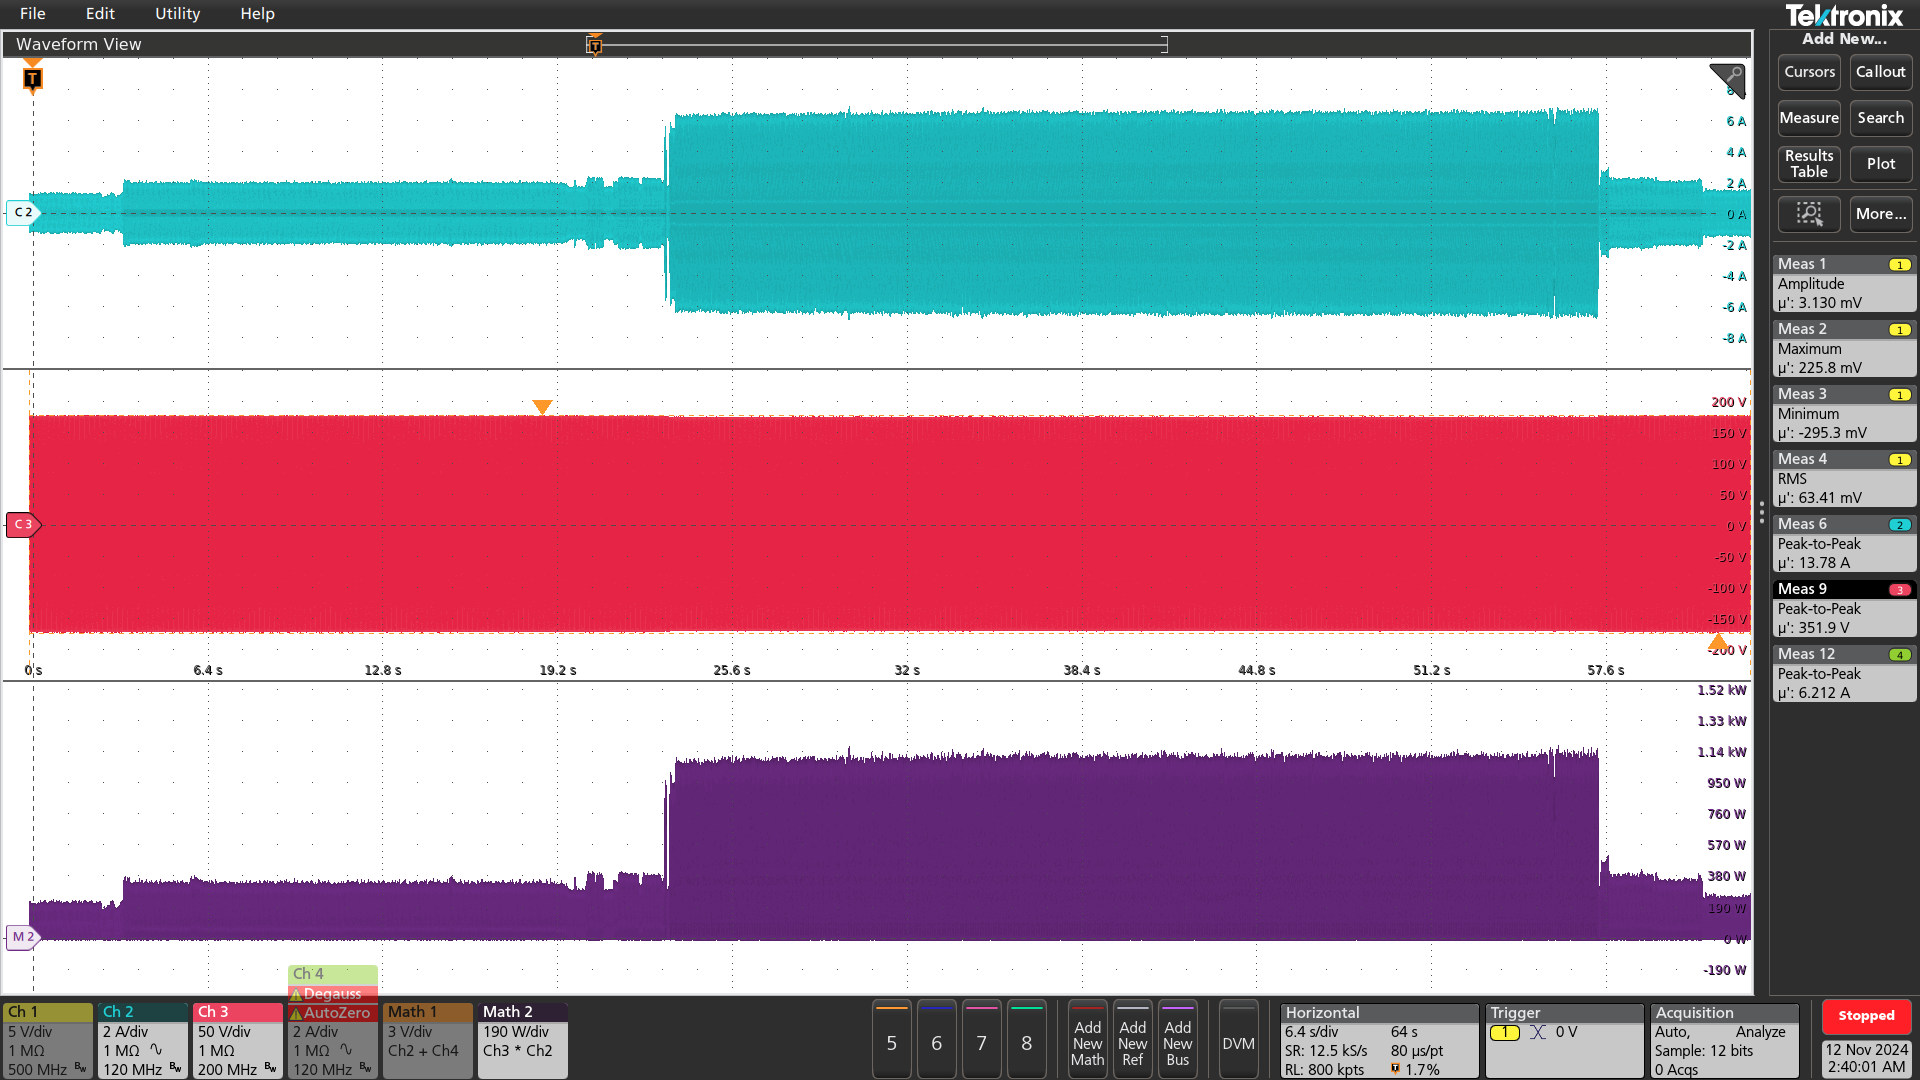 File Edit Utility Help
Tektronix
Waveform View
Add New...
T
T
Cursors Callout
Measure Search
Results Table Plot
More...
8
6 A
4 A
2 A
0 A
-2 A
-4 A
-6 A
-8 A
C 2
Meas 1 1
Amplitude
µ': 3.130 mV
Meas 2 1
Maximum
µ': 225.8 mV
Meas 3 1
Minimum
µ': -295.3 mV
Meas 4 1
RMS
µ': 63.41 mV
Meas 6 2
Peak-to-Peak
µ': 13.78 A
Meas 9 3
Peak-to-Peak
µ': 351.9 V
Meas 12 4
Peak-to-Peak
µ': 6.212 A
200 V
150 V
100 V
50 V
0 V
-50 V
-100 V
-150 V
-200 V
C 3
0 s 6.4 s 12.8 s 19.2 s 25.6 s 32 s 38.4 s 44.8 s 51.2 s 57.6 s
1.52 kW
1.33 kW
1.14 kW
950 W
760 W
570 W
380 W
190 W
0 W
-190 W
M 2
Ch 1
5 V/div
1 MΩ
500 MHz Bw
Ch 2
2 A/div
1 MΩ
120 MHz Bw
Ch 3
50 V/div
1 MΩ
200 MHz Bw
Ch 4
Degauss
AutoZero
2 A/div
1 MΩ
120 MHz Bw
Math 1
3 V/div
Ch2 + Ch4
Math 2
190 W/div
Ch3 * Ch2
5 6 7 8
Add New Math
Add New Ref
Add New Bus
DVM
Horizontal
6.4 s/div 64 s
SR: 12.5 kS/s 80 µs/pt
RL: 800 kpts T 1.7%
Trigger
1 0 V
Acquisition
Auto, Analyze
Sample: 12 bits
0 Acqs
Stopped
12 Nov 2024
2:40:01 AM